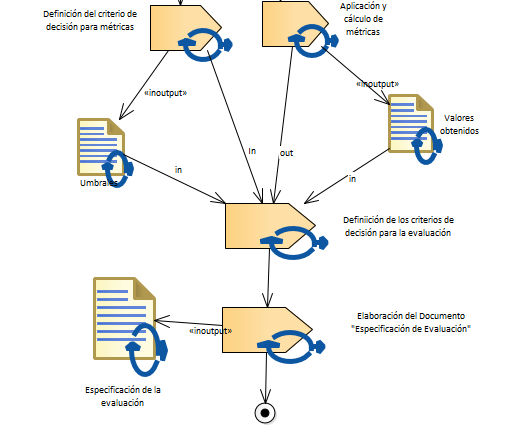 Definición del criterio de
decisión para métricas
Aplicación y
cálculo de
métricas
«inoutput»
«inoutput»
Valores
obtenidos
Umbrales
in
In
out
in
Definiición de los criterios de
decisión para la evaluación
Elaboración del Documento
"Especificación de Evaluación"
«inoutput»
Especificación de la
evaluación